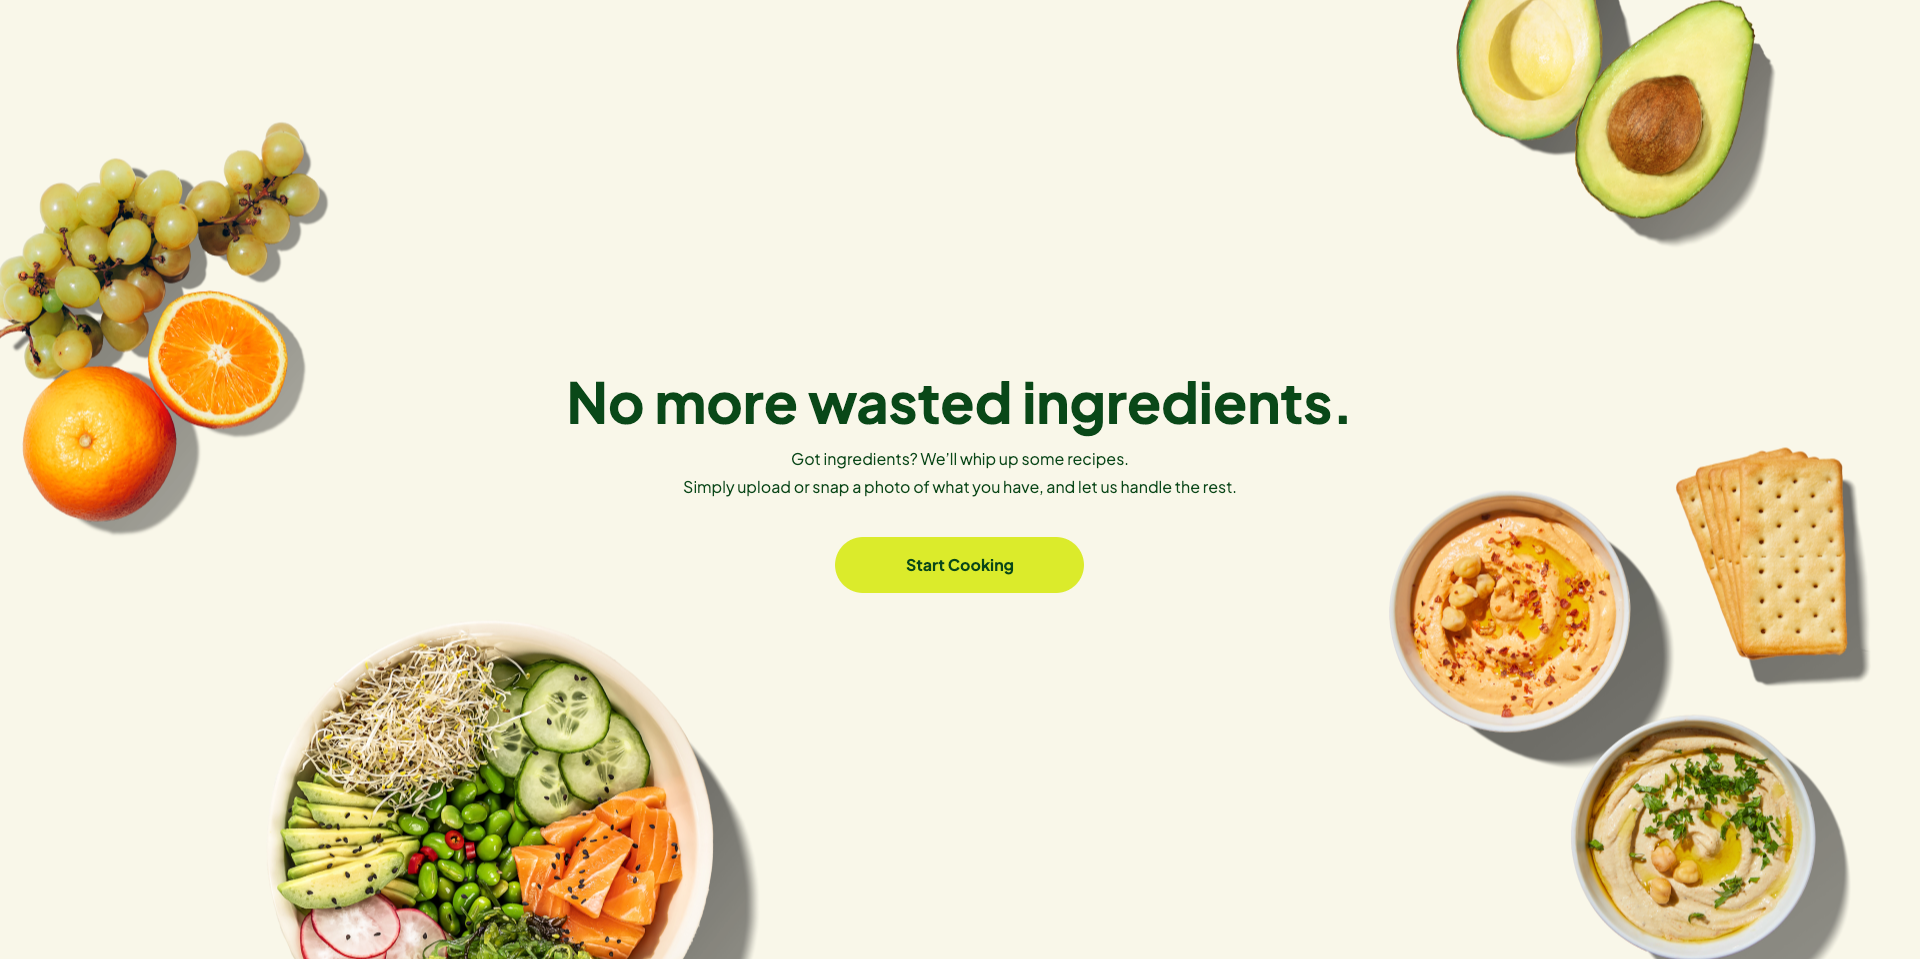 No more wasted ingredients.
Got ingredients? We'll whip up some recipes.
Simply upload or snap a photo of what you have, and let us handle the rest.
Start Cooking